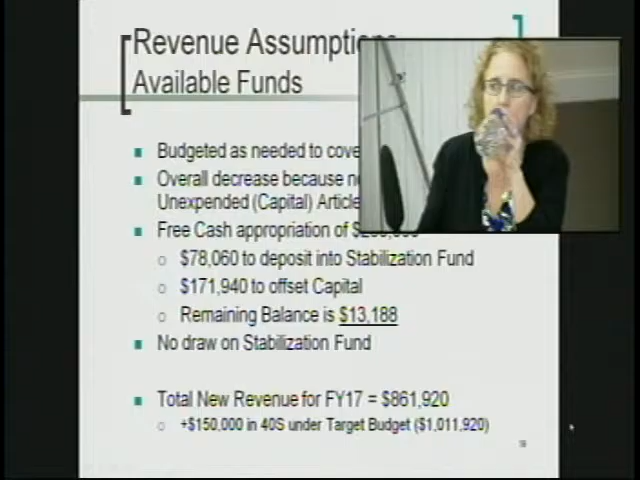 Revenue Assumptions
Available Funds
Budgeted as needed to cove
Overall decrease because
Unexpended (Capital) Article
Free Cash appropriation of
$78,060 to deposit into Stabilization Fund
$171,940 to offset Capital
Remaining Balance is $13,188
No draw on Stabilization Fund
Total New Revenue for FY17 = $861,920
+$150,000 in 40S under Target Budget ($1,011,920)